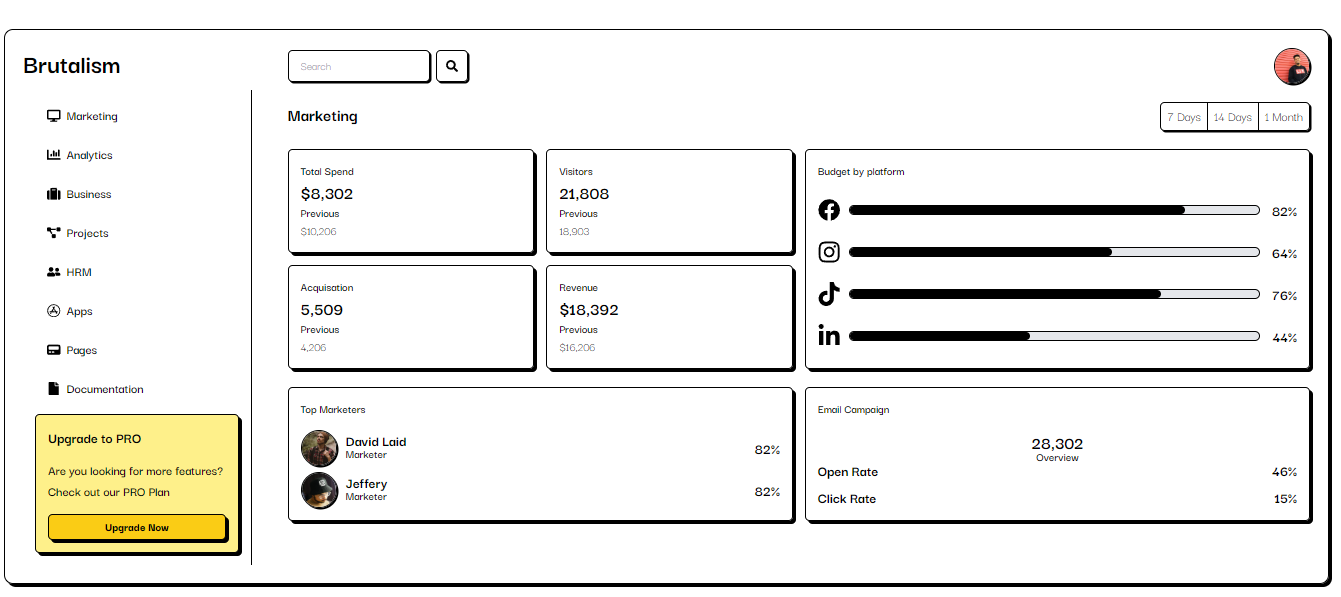 Brutalism
Search
Marketing
Analytics
Business
Projects
HRM
Apps
Pages
Documentation
Upgrade to PRO
Are you looking for more features?
Check out our PRO Plan
Upgrade Now
Marketing
7 Days
14 Days
1 Month
Total Spend
$8,302
Previous
$10,206
Visitors
21,808
Previous
18,903
Acquisation
5,509
Previous
4,206
Revenue
$18,392
Previous
$16,206
Budget by platform
82%
64%
76%
in 44%
Top Marketers
David Laid
Marketer
82%
Jeffery
Marketer
82%
Email Campaign
28,302
Overview
Open Rate 46%
Click Rate 15%